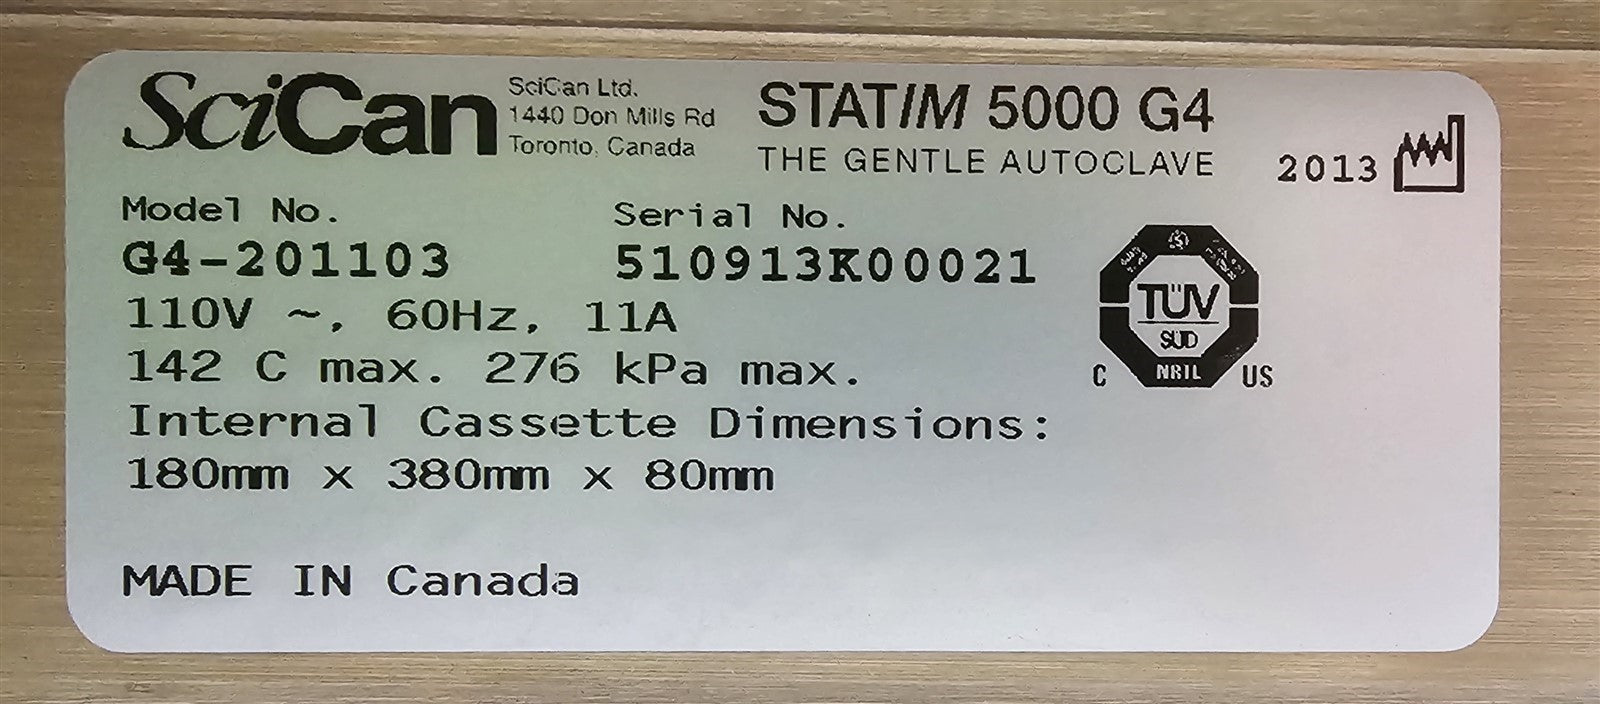 SciCan
SciCan Ltd.
1440 Don Mills Rd
Toronto, Canada
STATIM 5000 G4
THE GENTLE AUTOCLAVE
2013
Model No.
G4-201103
Serial No.
510913K00021
110V ~, 60Hz, 11A
142 C max. 276 kPa max.
Internal Cassette Dimensions:
180mm x 380mm x 80mm
MADE IN Canada
TÜV
SÜD
NRTL
C US